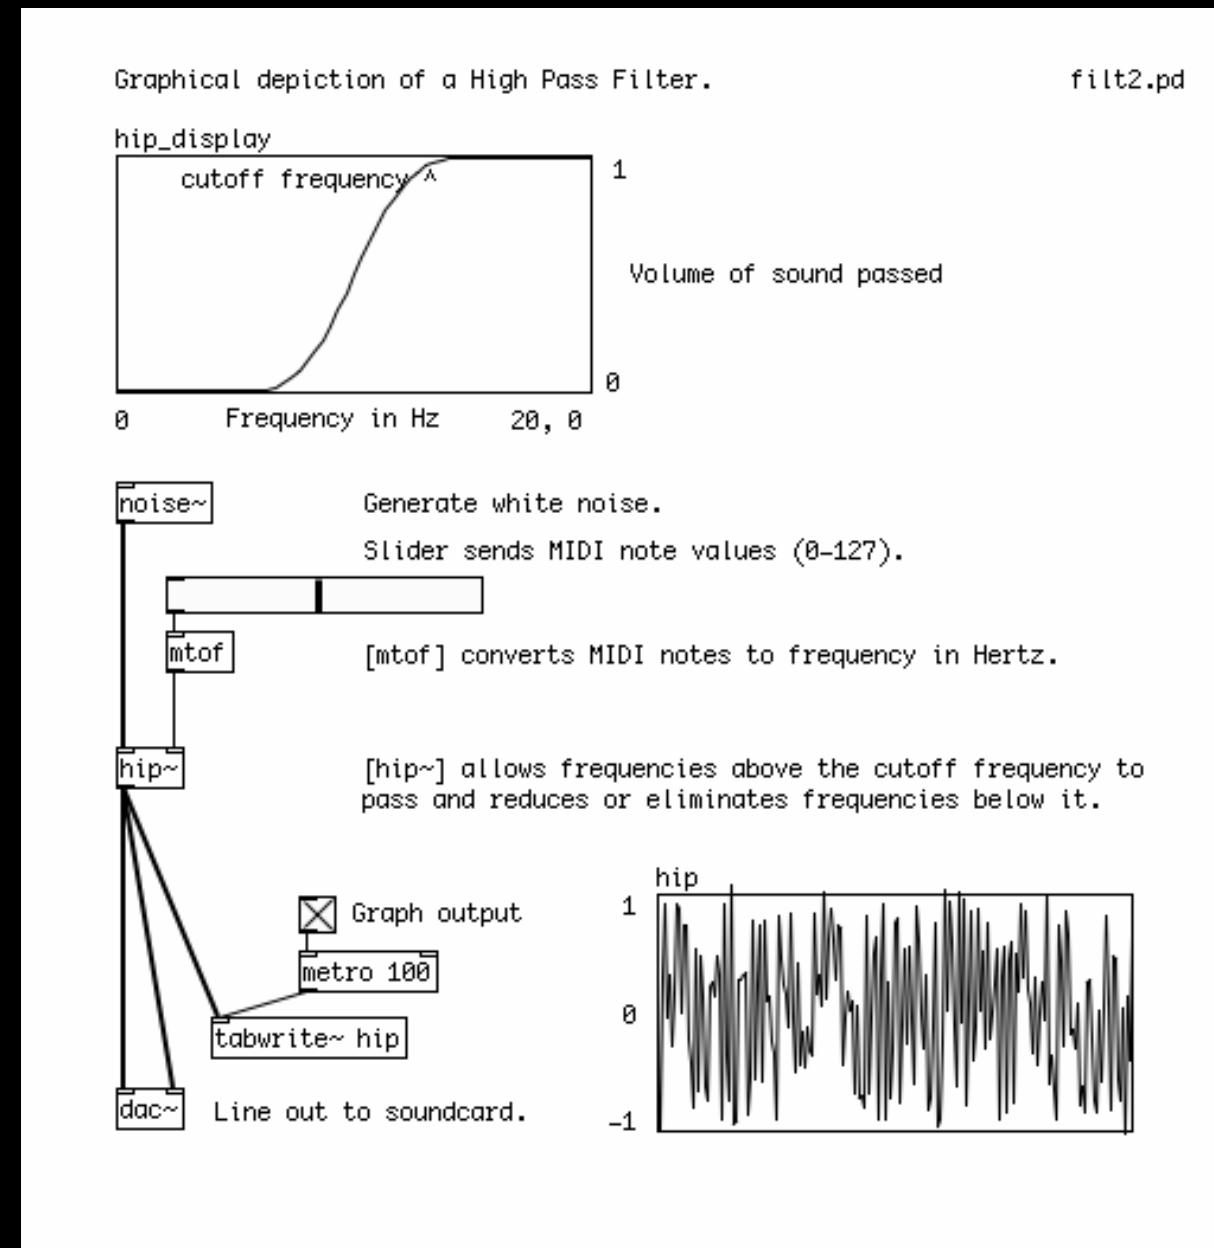 Graphical depiction of a High Pass Filter.
filt2.pd
hip_display
cutoff frequency ^
1
Volume of sound passed
0
0
Frequency in Hz
20, 0
noise~
Generate white noise.
Slider sends MIDI note values (0-127).
mtof
[mtof] converts MIDI notes to frequency in Hertz.
hip~
[hip~] allows frequencies above the cutoff frequency to
pass and reduces or eliminates frequencies below it.
hip
1
Graph output
metro 100
0
tabwrite~ hip
dac~
Line out to soundcard.
-1